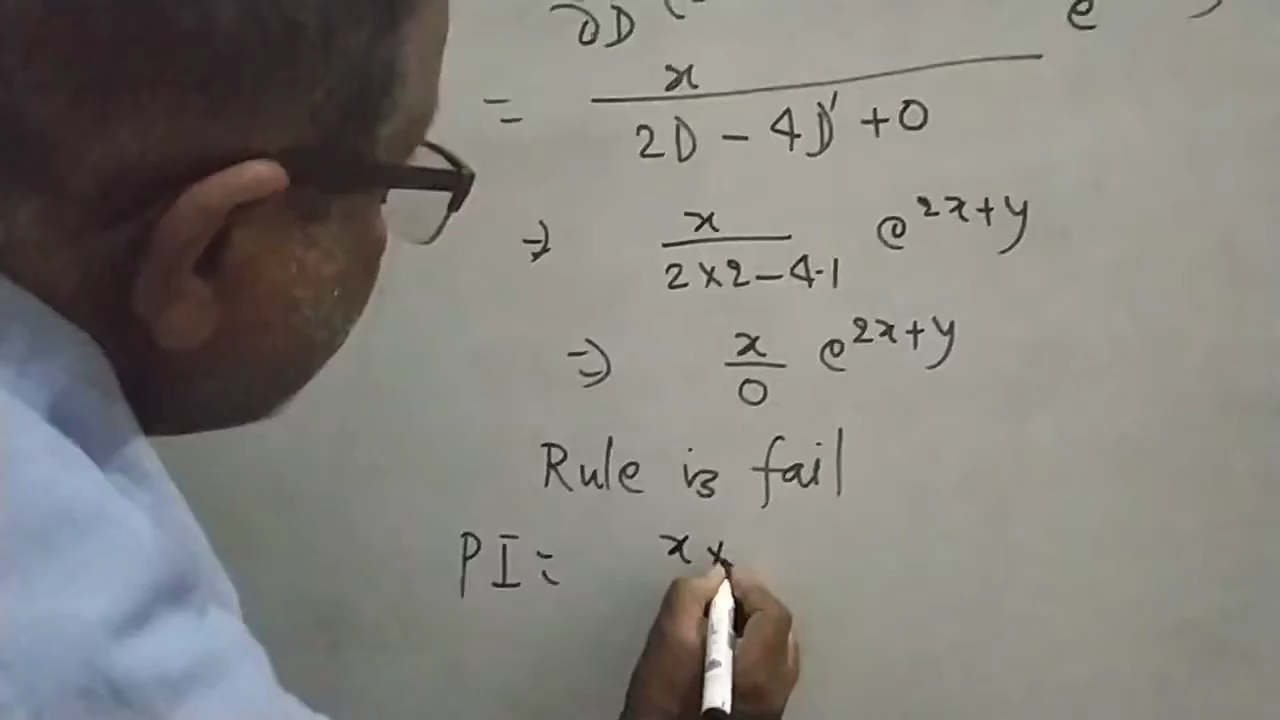 ∂D ( e )
= x / 2D - 4D' + 0
⇒ x / 2×2-4·1 e^{2x+y}
⇒ x / 0 e^{2x+y}
Rule is fail
PI = x x